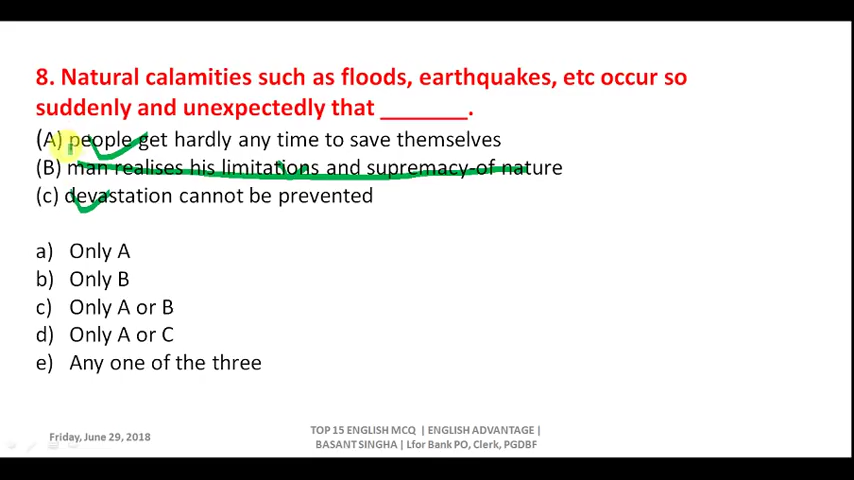 8. Natural calamities such as floods, earthquakes, etc occur so
suddenly and unexpectedly that _______.
(A) people get hardly any time to save themselves
(B) man realises his limitations and supremacy-of nature
(c) devastation cannot be prevented
a) Only A
b) Only B
c) Only A or B
d) Only A or C
e) Any one of the three
Friday, June 29, 2018
TOP 15 ENGLISH MCQ | ENGLISH ADVANTAGE |
BASANT SINGHA | Lfor Bank PO, Clerk, PGDBF